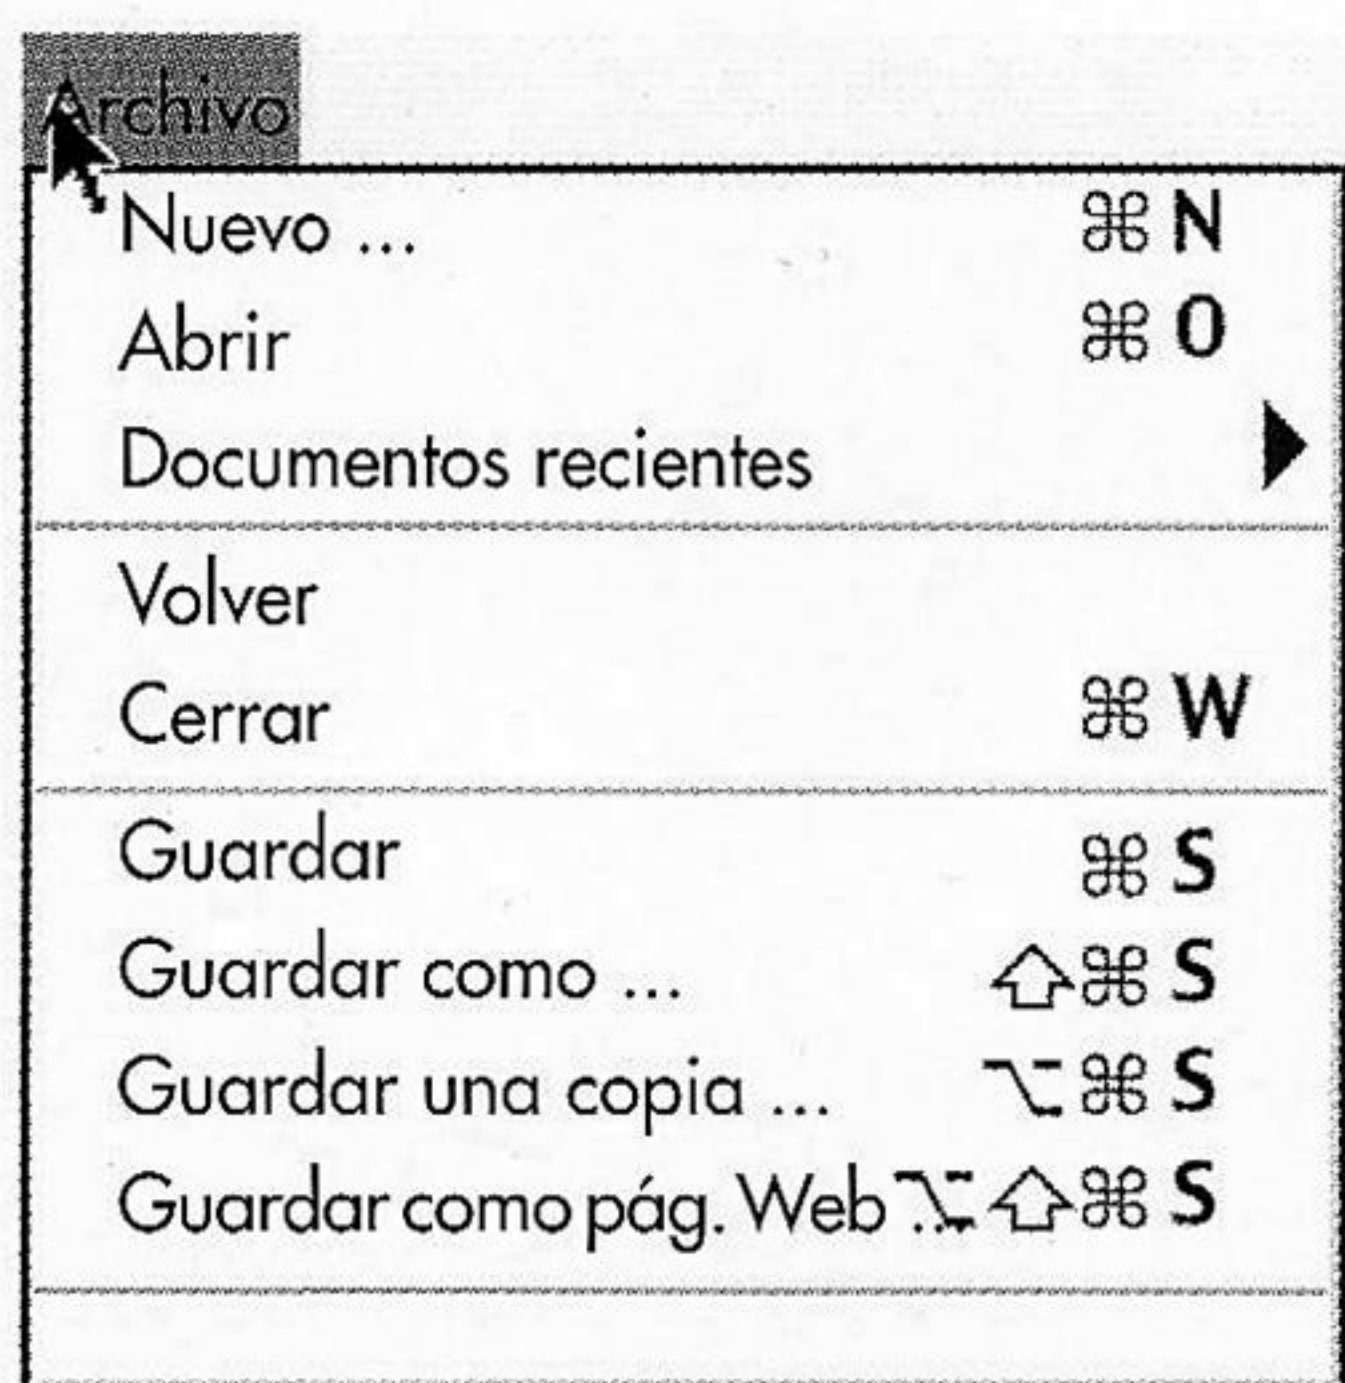 Archivo
Nuevo ... ⌘ N
Abrir ⌘ O
Documentos recientes ▶
Volver
Cerrar ⌘ W
Guardar ⌘ S
Guardar como ... ⇧⌘ S
Guardar una copia ... ⌥⌘ S
Guardar como pág. Web ... ⌥⇧⌘ S